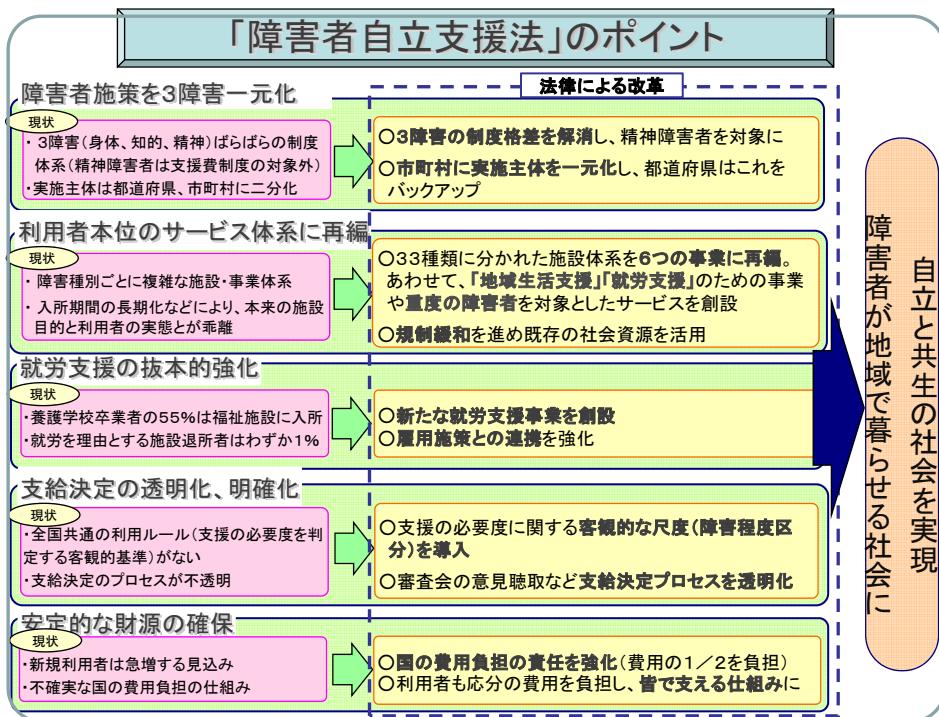 「障害者自立支援法」のポイント
法律による改革
障害者施策を3障害一元化
現状
・ 3障害(身体、知的、精神)ばらばらの制度
体系(精神障害者は支援費制度の対象外)
・実施主体は都道府県、市町村に二分化
○3障害の制度格差を解消し、精神障害者を対象に
○市町村に実施主体を一元化し、都道府県はこれを
バックアップ
利用者本位のサービス体系に再編
現状
・ 障害種別ごとに複雑な施設・事業体系
・ 入所期間の長期化などにより、本来の施設
目的と利用者の実態とが乖離
○33種類に分かれた施設体系を6つの事業に再編。
あわせて、「地域生活支援」「就労支援」のための事業
や重度の障害者を対象としたサービスを創設
○規制緩和を進め既存の社会資源を活用
就労支援の抜本的強化
現状
・養護学校卒業者の55%は福祉施設に入所
・就労を理由とする施設退所者はわずか1%
○新たな就労支援事業を創設
○雇用施策との連携を強化
支給決定の透明化、明確化
現状
・全国共通の利用ルール(支援の必要度を判
定する客観的基準)がない
・支給決定のプロセスが不透明
○支援の必要度に関する客観的な尺度(障害程度区
分)を導入
○審査会の意見聴取など支給決定プロセスを透明化
安定的な財源の確保
現状
・新規利用者は急増する見込み
・不確実な国の費用負担の仕組み
○国の費用負担の責任を強化(費用の1/2を負担)
○利用者も応分の費用を負担し、皆で支える仕組みに
障害者が地域で暮らせる社会に
自立と共生の社会を実現